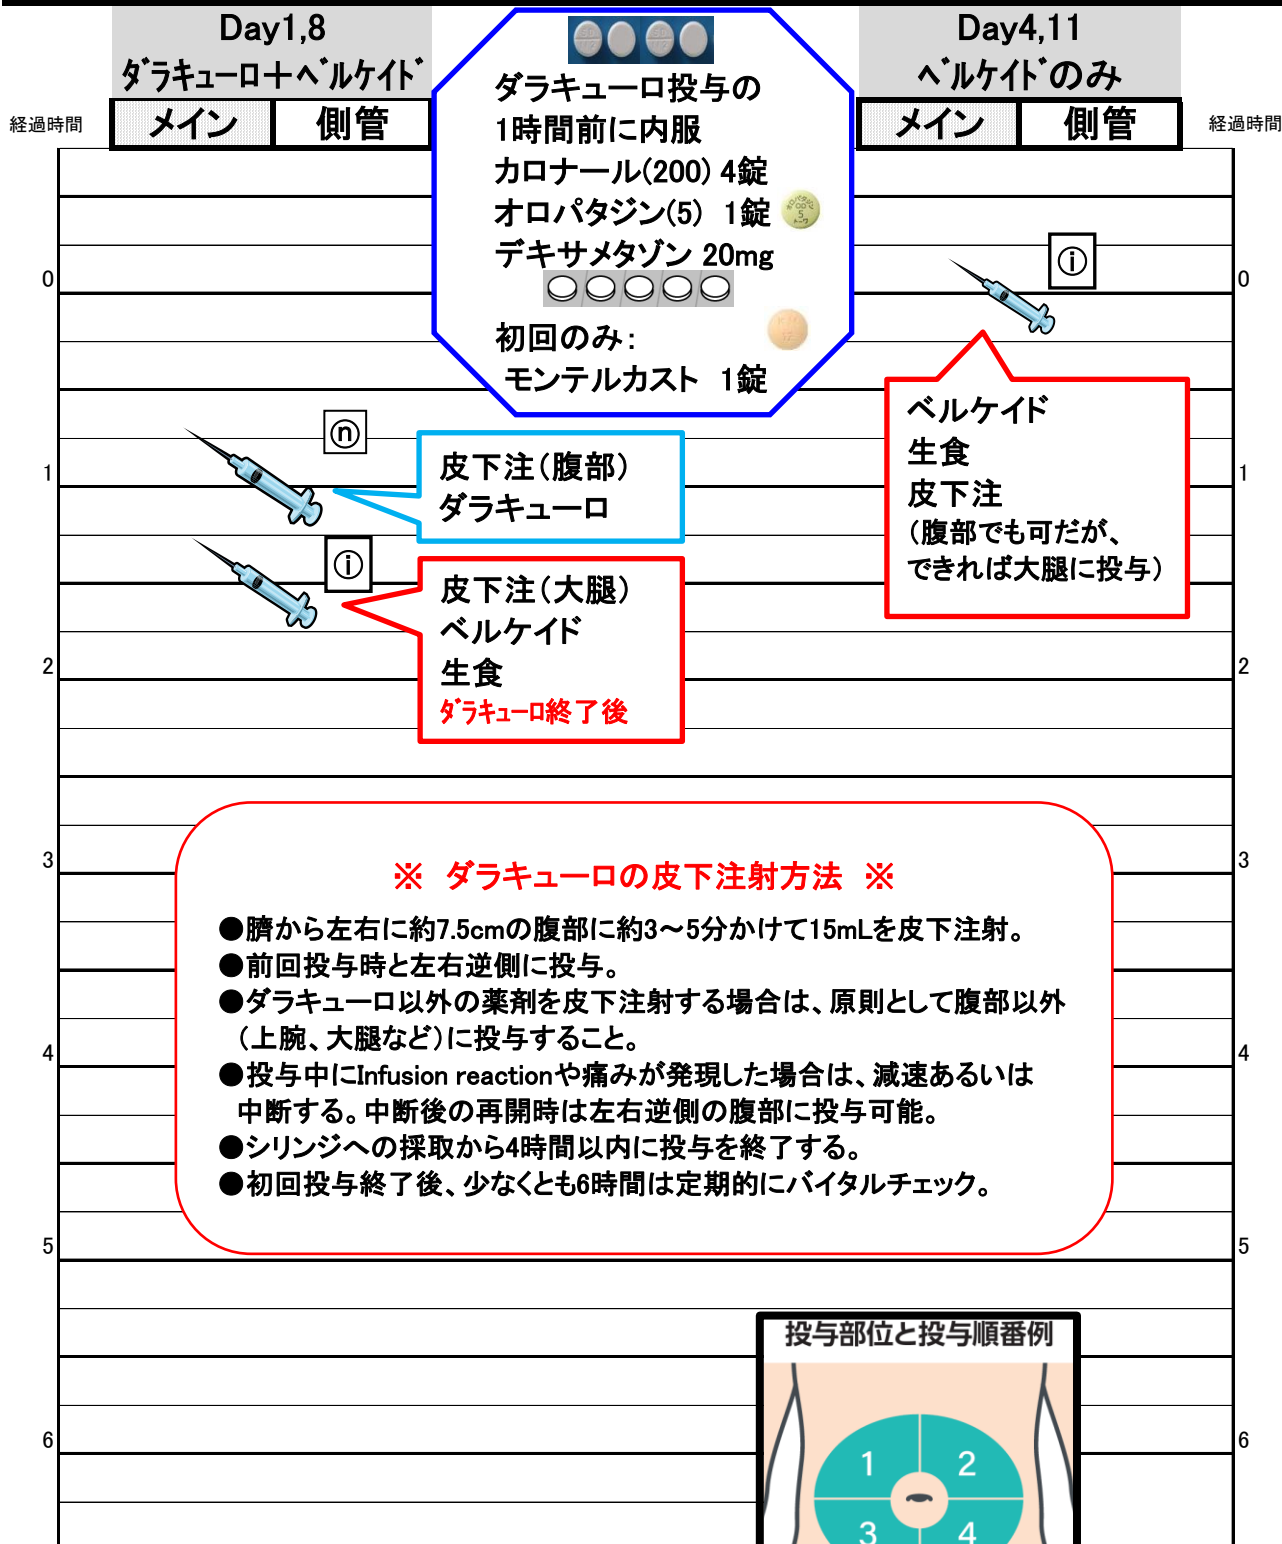 Day1,8
ダラキューロ＋ベルケイド
メイン
側管
経過時間
ダラキューロ投与の
1時間前に内服
カロナール(200) 4錠
オロパタジン(5) 1錠
デキサメタゾン 20mg
初回のみ：
モンテルカスト 1錠
Day4,11
ベルケイドのみ
メイン
側管
経過時間
0
1
2
3
4
5
6
ⓝ
皮下注（腹部）
ダラキューロ
ⓘ
皮下注（大腿）
ベルケイド
生食
ダラキューロ終了後
ⓘ
ベルケイド
生食
皮下注
（腹部でも可だが、
できれば大腿に投与）
0
1
2
3
4
5
6
※ ダラキューロの皮下注射方法 ※
●臍から左右に約7.5cmの腹部に約3～5分かけて15mLを皮下注射。
●前回投与時と左右逆側に投与。
●ダラキューロ以外の薬剤を皮下注射する場合は、原則として腹部以外
（上腕、大腿など）に投与すること。
●投与中にInfusion reactionや痛みが発現した場合は、減速あるいは
中断する。中断後の再開時は左右逆側の腹部に投与可能。
●シリンジへの採取から4時間以内に投与を終了する。
●初回投与終了後、少なくとも6時間は定期的にバイタルチェック。
投与部位と投与順番例
1
2
3
4